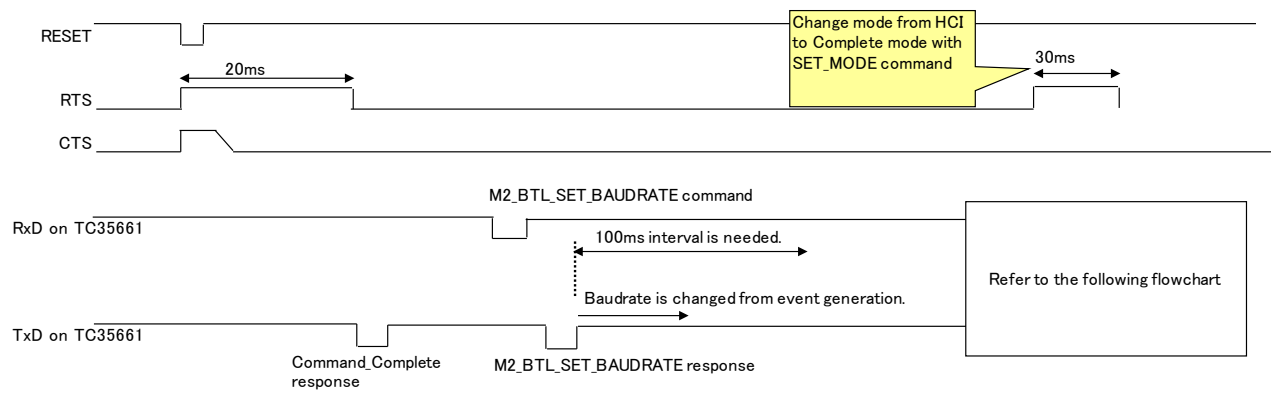 Change mode from HCI
to Complete mode with
SET_MODE command
RESET
20ms
30ms
RTS
CTS
M2_BTL_SET_BAUDRATE command
RxD on TC35661
100ms interval is needed.
Refer to the following flowchart
Baudrate is changed from event generation.
TxD on TC35661
Command_Complete
response
M2_BTL_SET_BAUDRATE response